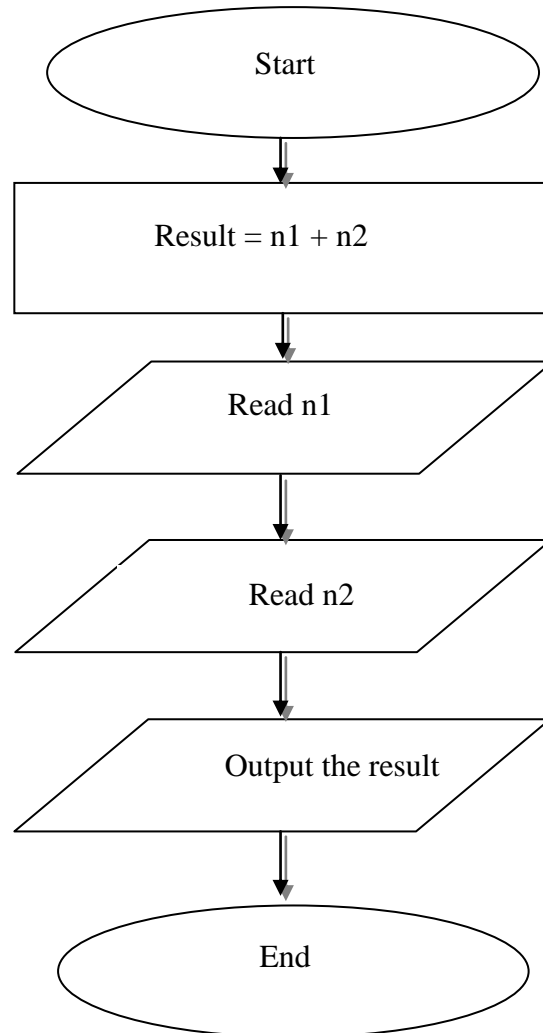 Start
Result = n1 + n2
Read n1
Read n2
Output the result
End